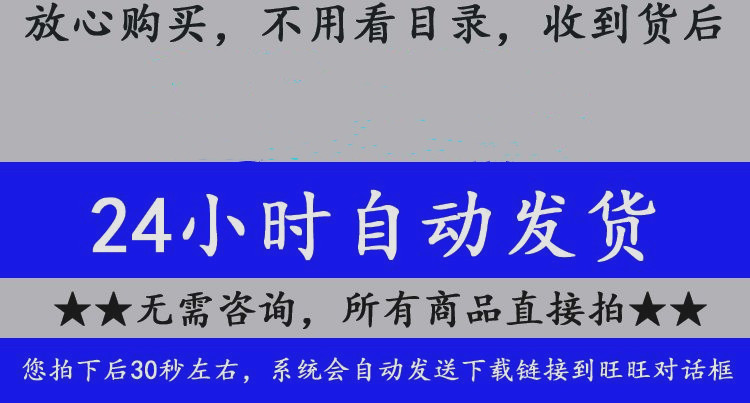 放心购买，不用看目录，收到货后
24小时自动发货
★★无需咨询，所有商品直接拍★★
您拍下后30秒左右，系统会自动发送下载链接到旺旺对话框